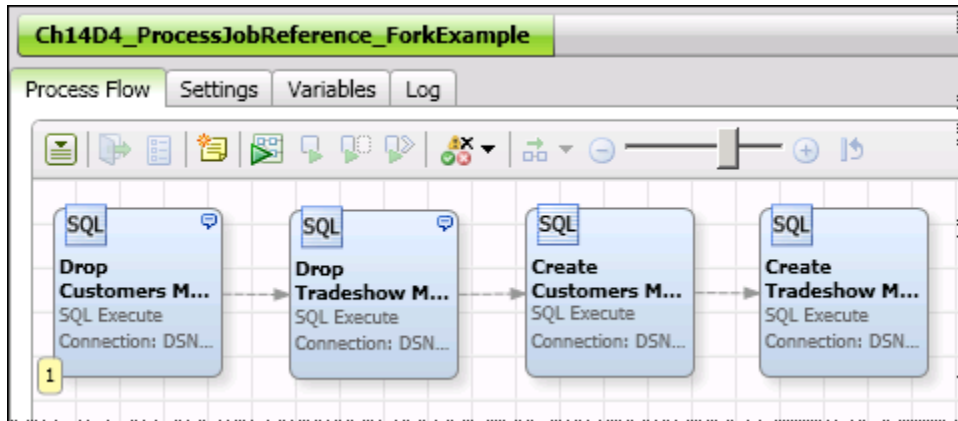 Ch14D4_ProcessJobReference_ForkExample
Process Flow Settings Variables Log
SQL
Drop
Customers M...
SQL Execute
Connection: DSN...
1
SQL
Drop
Tradeshow M...
SQL Execute
Connection: DSN...
SQL
Create
Customers M...
SQL Execute
Connection: DSN...
SQL
Create
Tradeshow M...
SQL Execute
Connection: DSN...